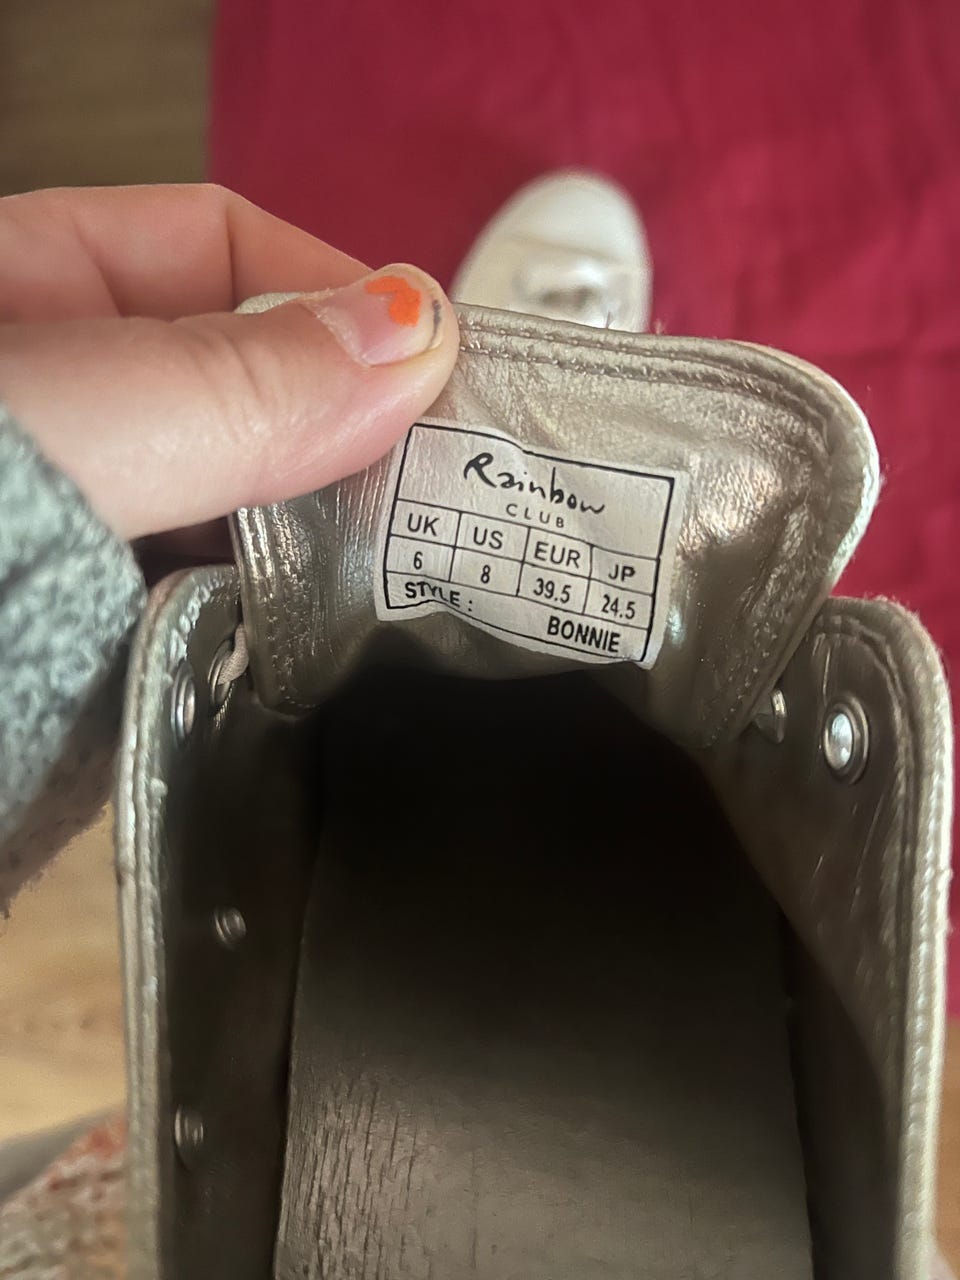 Rainbow
CLUB
UK US EUR JP
6 8 39.5 24.5
STYLE :
BONNIE